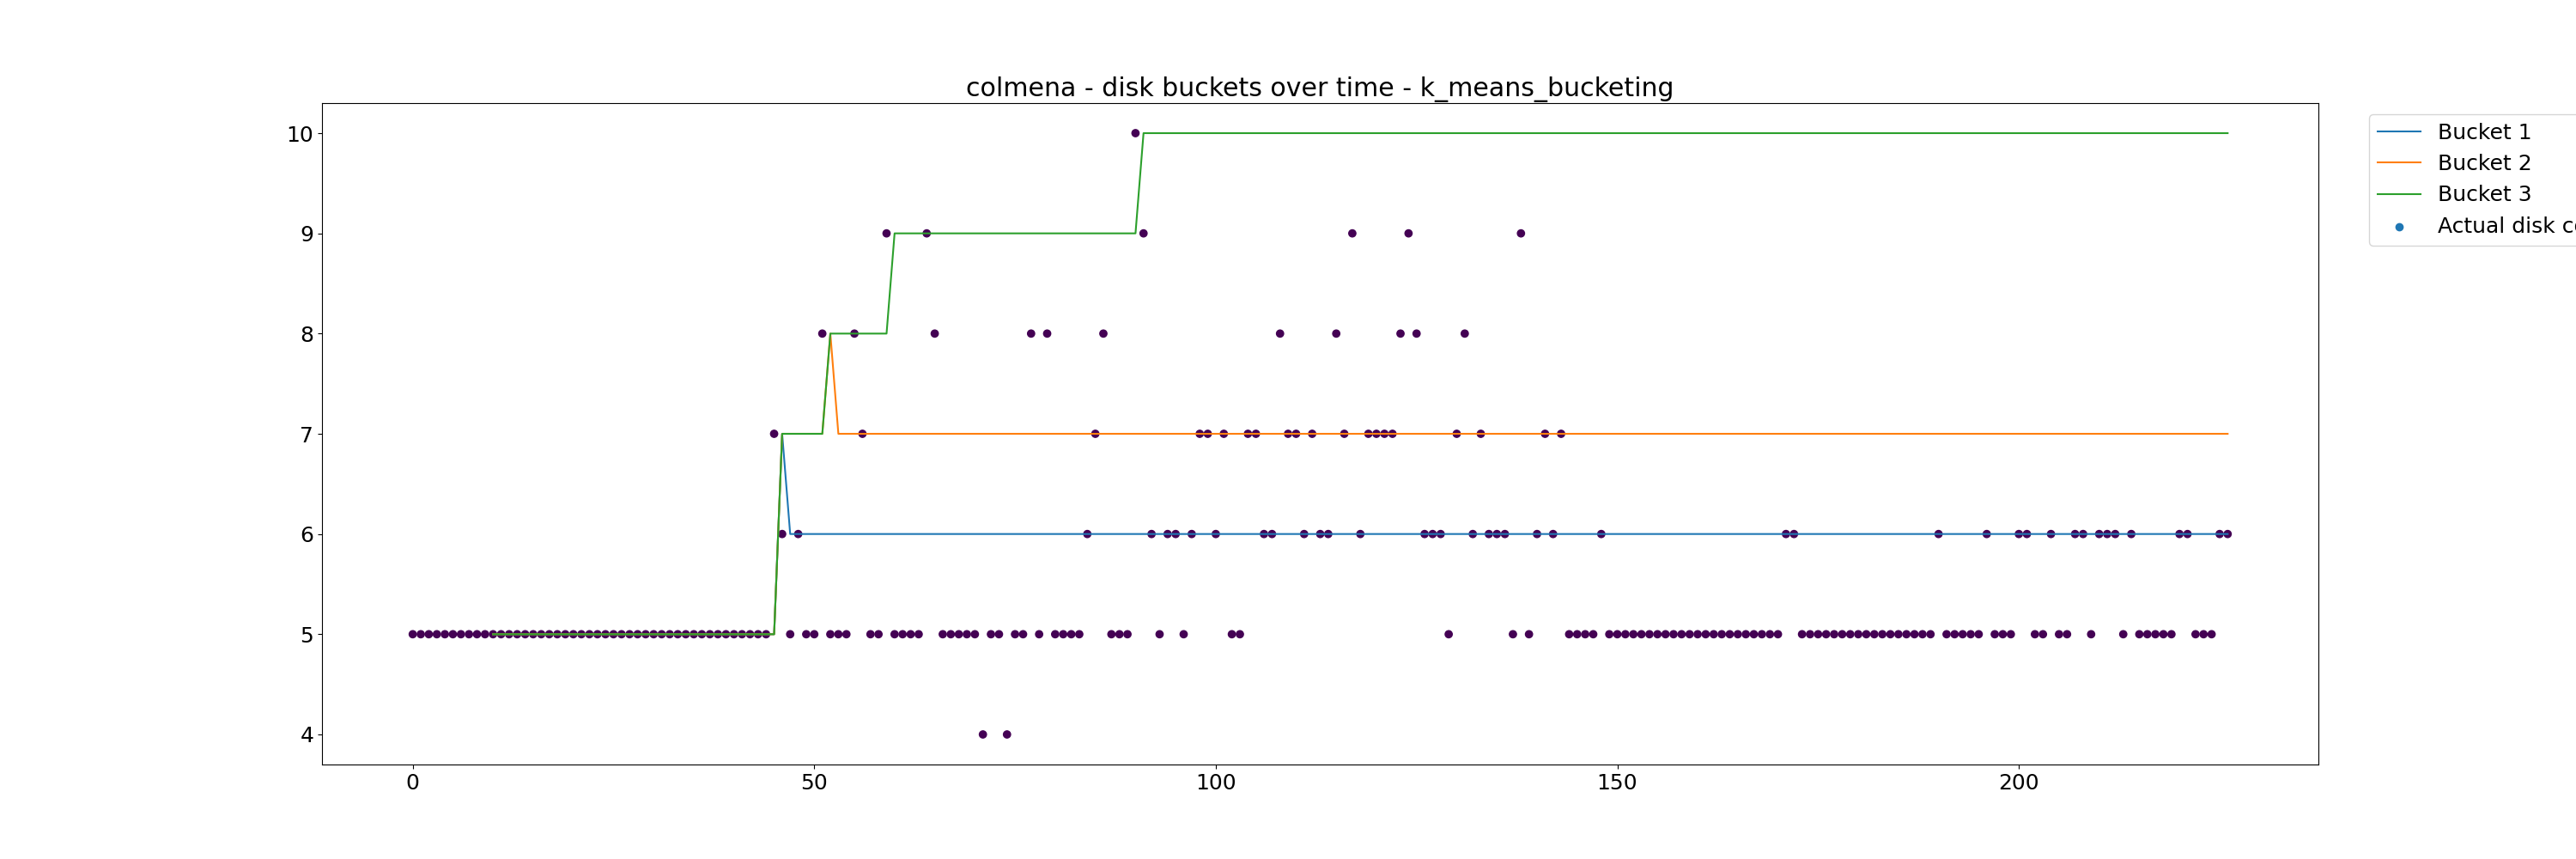 colmena - disk buckets over time - k_means_bucketing
10
9
8
7
6
5
4
0 50 100 150 200
Bucket 1
Bucket 2
Bucket 3
Actual disk